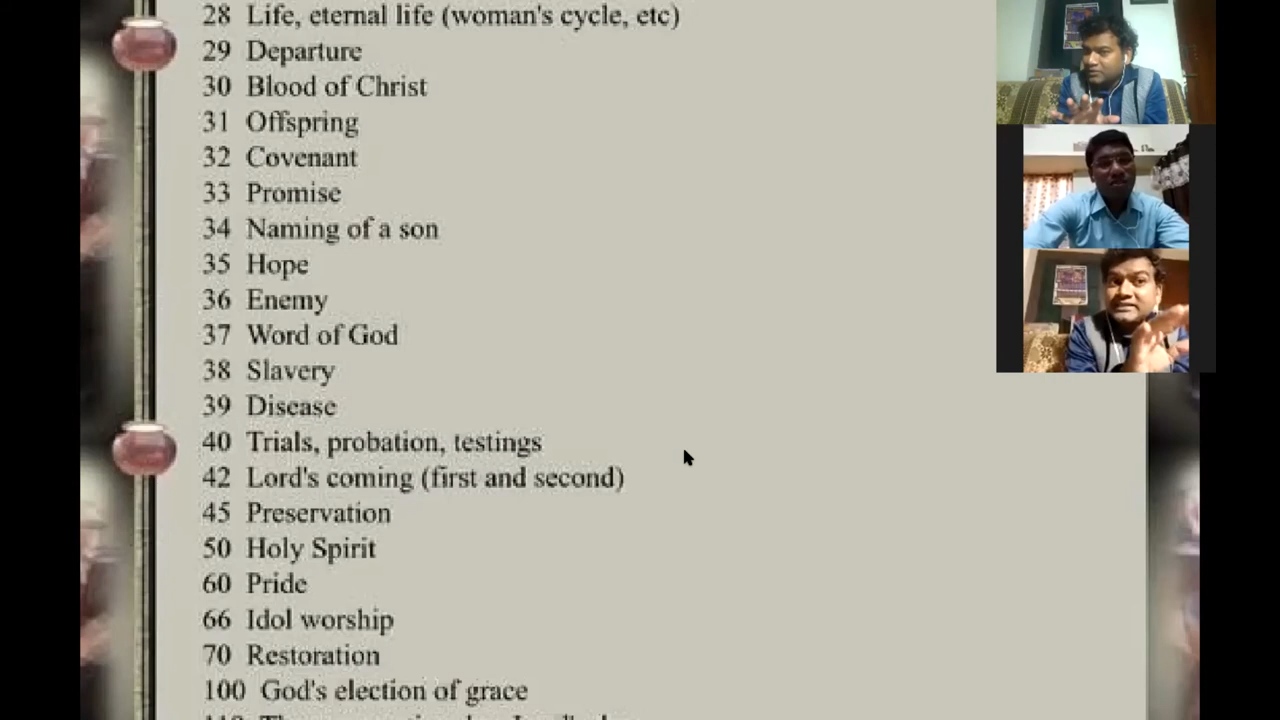 28 Life, eternal life (woman's cycle, etc)
29 Departure
30 Blood of Christ
31 Offspring
32 Covenant
33 Promise
34 Naming of a son
35 Hope
36 Enemy
37 Word of God
38 Slavery
39 Disease
40 Trials, probation, testings
42 Lord's coming (first and second)
45 Preservation
50 Holy Spirit
60 Pride
66 Idol worship
70 Restoration
100 God's election of grace